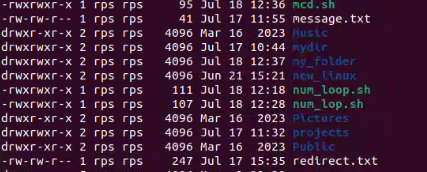 -rwxrwxr-x 1 rps rps 95 Jul 18 12:36 mcd.sh
-rw-rw-r-- 1 rps rps 41 Jul 17 11:55 message.txt
drwxr-xr-x 2 rps rps 4096 Mar 16 2023 Music
drwxrwxr-x 2 rps rps 4096 Jul 17 10:44 mydir
drwxrwxr-x 2 rps rps 4096 Jul 18 12:37 my_folder
drwxrwxr-x 2 rps rps 4096 Jun 21 15:21 new_linux
-rwxrwxr-x 1 rps rps 111 Jul 18 12:18 num_loop.sh
-rwxrwxr-x 1 rps rps 107 Jul 18 12:28 num_lop.sh
drwxr-xr-x 2 rps rps 4096 Mar 16 2023 Pictures
drwxrwxr-x 2 rps rps 4096 Jul 17 11:32 projects
drwxr-xr-x 2 rps rps 4096 Mar 16 2023 Public
-rw-rw-r-- 1 rps rps 247 Jul 17 15:35 redirect.txt